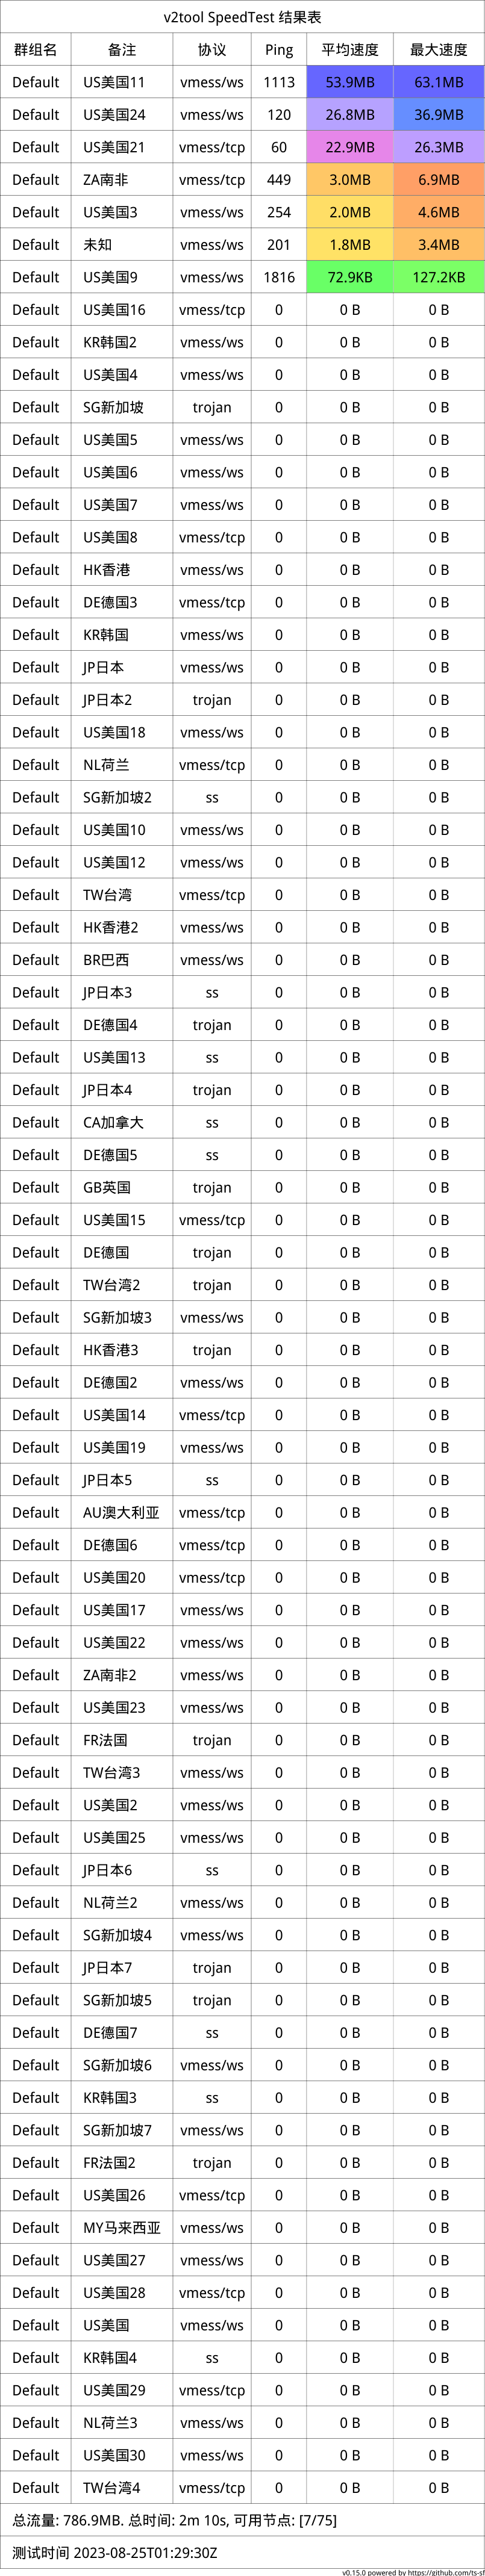 v2tool SpeedTest 结果表
群组名 备注 协议 Ping 平均速度 最大速度
Default US美国11 vmess/ws 1113 53.9MB 63.1MB
Default US美国24 vmess/ws 120 26.8MB 36.9MB
Default US美国21 vmess/tcp 60 22.9MB 26.3MB
Default ZA南非 vmess/tcp 449 3.0MB 6.9MB
Default US美国3 vmess/ws 254 2.0MB 4.6MB
Default 未知 vmess/ws 201 1.8MB 3.4MB
Default US美国9 vmess/ws 1816 72.9KB 127.2KB
Default US美国16 vmess/tcp 0 0 B 0 B
Default KR韩国2 vmess/ws 0 0 B 0 B
Default US美国4 vmess/ws 0 0 B 0 B
Default SG新加坡 trojan 0 0 B 0 B
Default US美国5 vmess/ws 0 0 B 0 B
Default US美国6 vmess/ws 0 0 B 0 B
Default US美国7 vmess/ws 0 0 B 0 B
Default US美国8 vmess/tcp 0 0 B 0 B
Default HK香港 vmess/ws 0 0 B 0 B
Default DE德国3 vmess/tcp 0 0 B 0 B
Default KR韩国 vmess/ws 0 0 B 0 B
Default JP日本 vmess/ws 0 0 B 0 B
Default JP日本2 trojan 0 0 B 0 B
Default US美国18 vmess/ws 0 0 B 0 B
Default NL荷兰 vmess/tcp 0 0 B 0 B
Default SG新加坡2 ss 0 0 B 0 B
Default US美国10 vmess/ws 0 0 B 0 B
Default US美国12 vmess/ws 0 0 B 0 B
Default TW台湾 vmess/tcp 0 0 B 0 B
Default HK香港2 vmess/ws 0 0 B 0 B
Default BR巴西 vmess/ws 0 0 B 0 B
Default JP日本3 ss 0 0 B 0 B
Default DE德国4 trojan 0 0 B 0 B
Default US美国13 ss 0 0 B 0 B
Default JP日本4 trojan 0 0 B 0 B
Default CA加拿大 ss 0 0 B 0 B
Default DE德国5 ss 0 0 B 0 B
Default GB英国 trojan 0 0 B 0 B
Default US美国15 vmess/tcp 0 0 B 0 B
Default DE德国 trojan 0 0 B 0 B
Default TW台湾2 trojan 0 0 B 0 B
Default SG新加坡3 vmess/ws 0 0 B 0 B
Default HK香港3 trojan 0 0 B 0 B
Default DE德国2 vmess/ws 0 0 B 0 B
Default US美国14 vmess/tcp 0 0 B 0 B
Default US美国19 vmess/ws 0 0 B 0 B
Default JP日本5 ss 0 0 B 0 B
Default AU澳大利亚 vmess/tcp 0 0 B 0 B
Default DE德国6 vmess/tcp 0 0 B 0 B
Default US美国20 vmess/tcp 0 0 B 0 B
Default US美国17 vmess/ws 0 0 B 0 B
Default US美国22 vmess/ws 0 0 B 0 B
Default ZA南非2 vmess/ws 0 0 B 0 B
Default US美国23 vmess/ws 0 0 B 0 B
Default FR法国 trojan 0 0 B 0 B
Default TW台湾3 vmess/ws 0 0 B 0 B
Default US美国2 vmess/ws 0 0 B 0 B
Default US美国25 vmess/ws 0 0 B 0 B
Default JP日本6 ss 0 0 B 0 B
Default NL荷兰2 vmess/ws 0 0 B 0 B
Default SG新加坡4 vmess/ws 0 0 B 0 B
Default JP日本7 trojan 0 0 B 0 B
Default SG新加坡5 trojan 0 0 B 0 B
Default DE德国7 ss 0 0 B 0 B
Default SG新加坡6 vmess/ws 0 0 B 0 B
Default KR韩国3 ss 0 0 B 0 B
Default SG新加坡7 vmess/ws 0 0 B 0 B
Default FR法国2 trojan 0 0 B 0 B
Default US美国26 vmess/tcp 0 0 B 0 B
Default MY马来西亚 vmess/ws 0 0 B 0 B
Default US美国27 vmess/ws 0 0 B 0 B
Default US美国28 vmess/tcp 0 0 B 0 B
Default US美国 vmess/ws 0 0 B 0 B
Default KR韩国4 ss 0 0 B 0 B
Default US美国29 vmess/tcp 0 0 B 0 B
Default NL荷兰3 vmess/ws 0 0 B 0 B
Default US美国30 vmess/ws 0 0 B 0 B
Default TW台湾4 vmess/tcp 0 0 B 0 B
总流量: 786.9MB. 总时间: 2m 10s, 可用节点: [7/75]
测试时间 2023-08-25T01:29:30Z
v0.15.0 powered by https://github.com/ts-sf